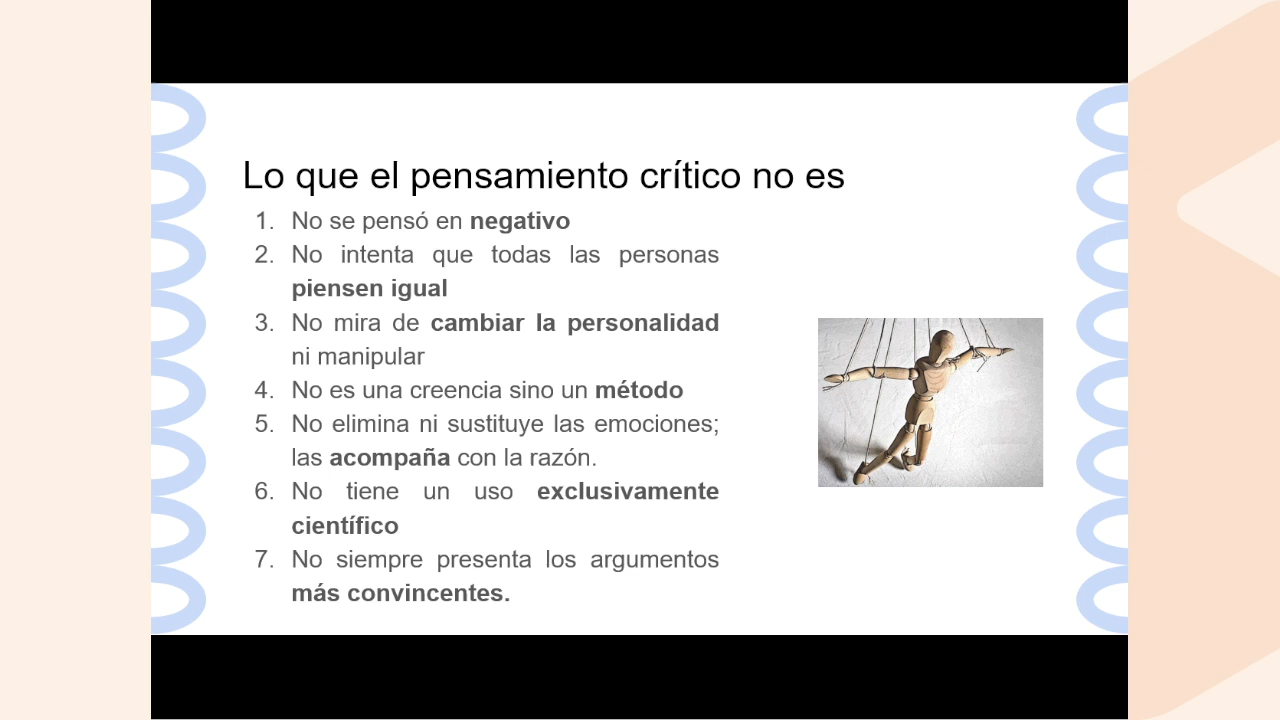 Lo que el pensamiento crítico no es
1. No se pensó en negativo
2. No intenta que todas las personas
piensen igual
3. No mira de cambiar la personalidad
ni manipular
4. No es una creencia sino un método
5. No elimina ni sustituye las emociones;
las acompaña con la razón.
6. No tiene un uso exclusivamente
científico
7. No siempre presenta los argumentos
más convincentes.